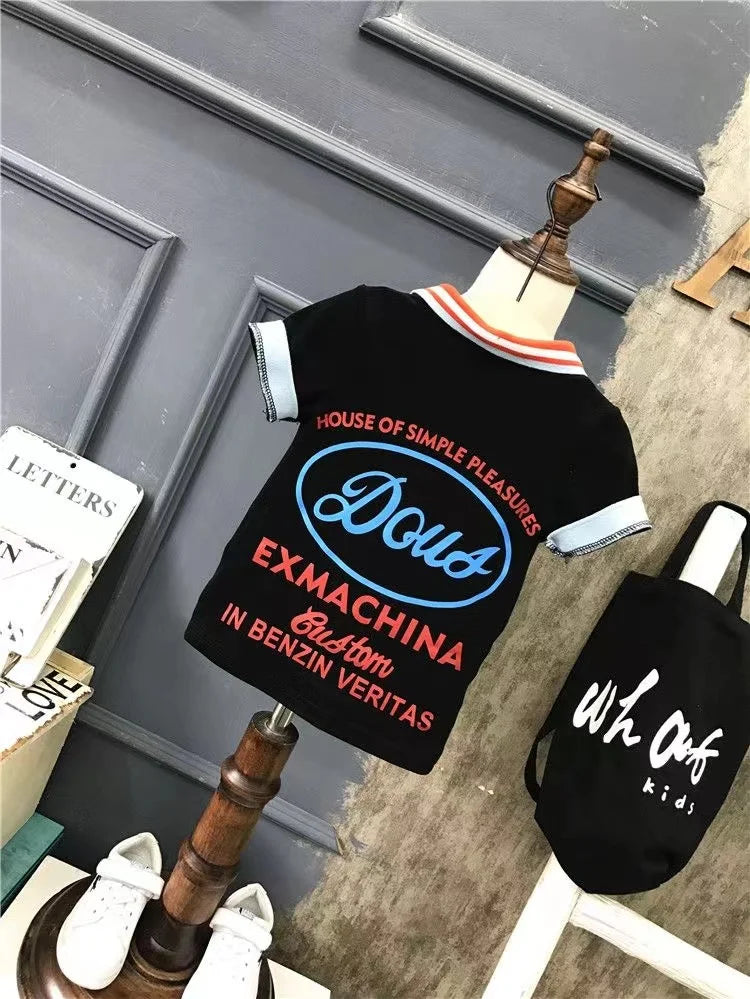 HOUSE OF SIMPLE PLEASURES
Dous
EXMACHINA
Custom
IN BENZIN VERITAS
LETTERS
LOVE
kids